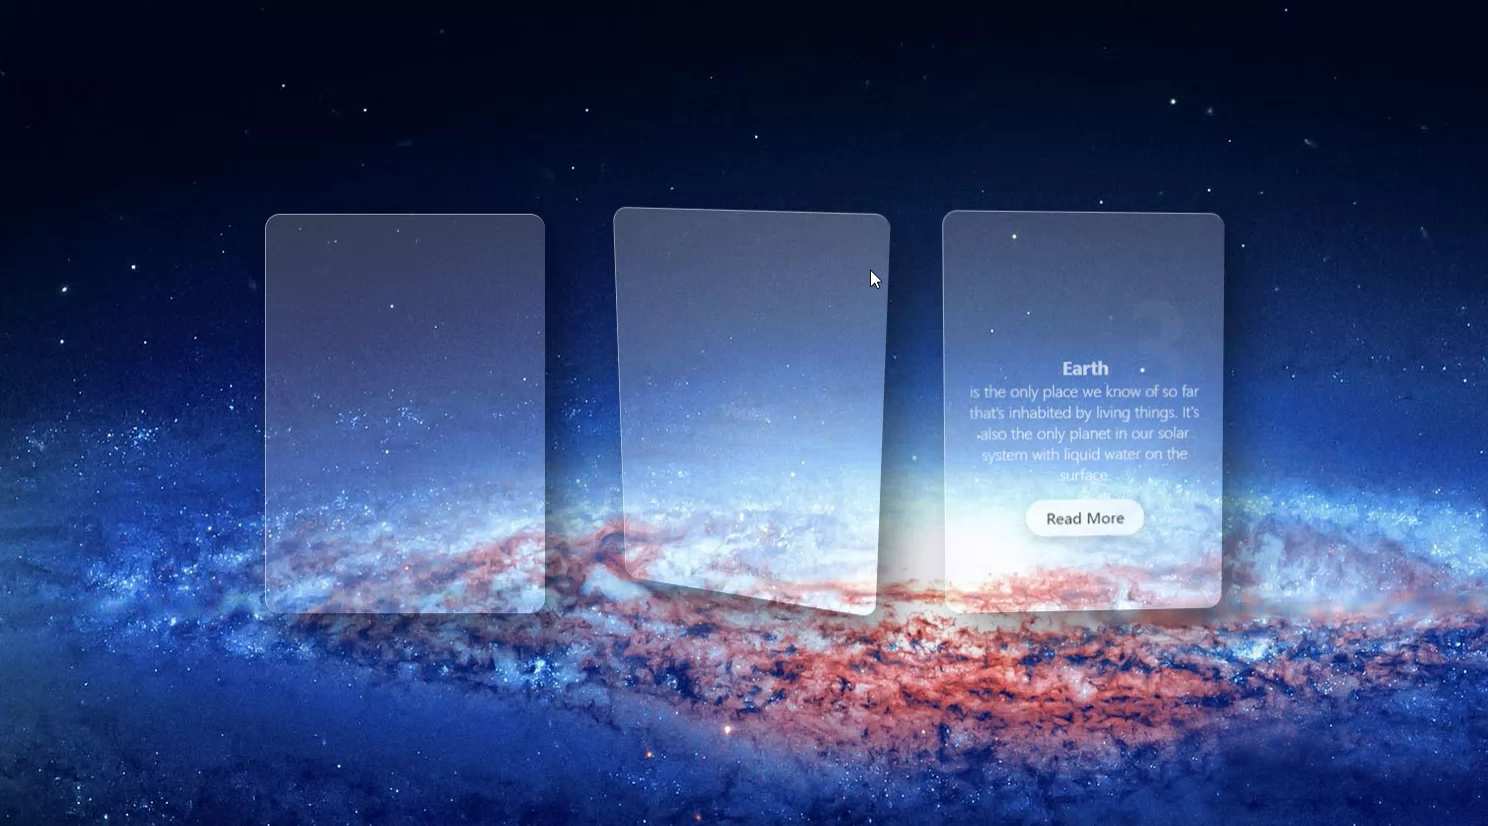 3
Earth
is the only place we know of so far
that's inhabited by living things. It's
also the only planet in our solar
system with liquid water on the
surface.
Read More